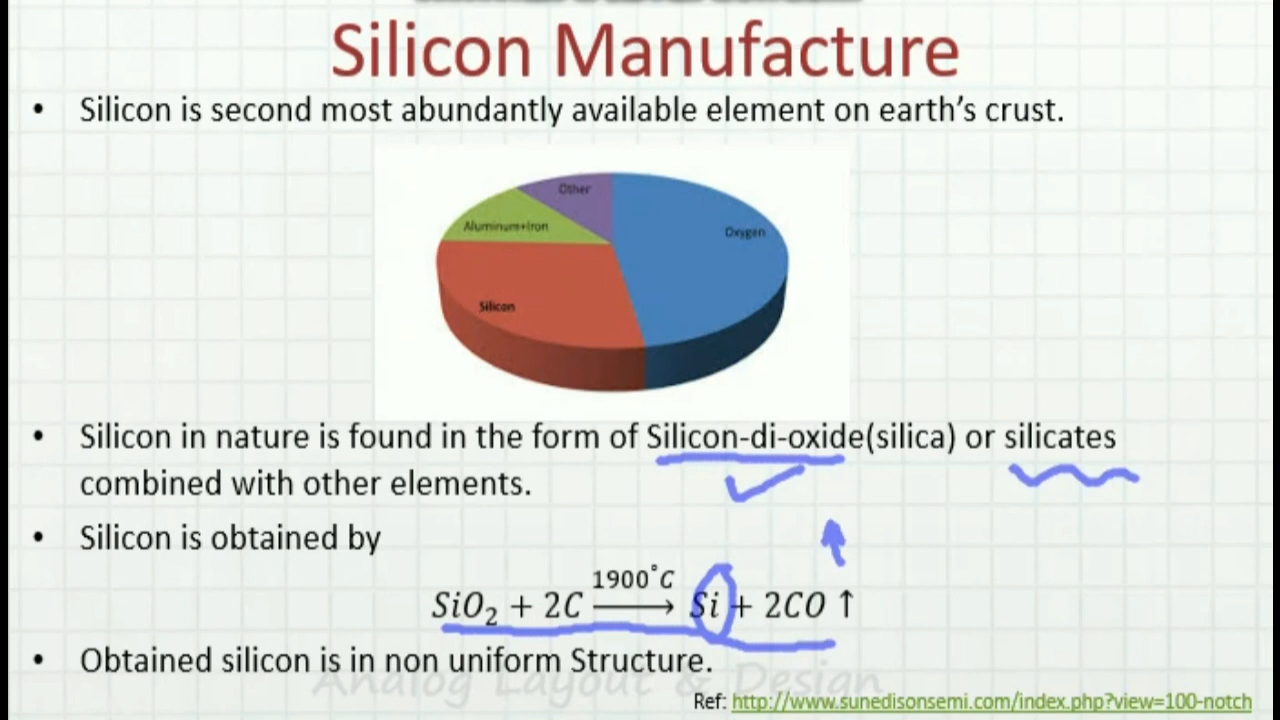 Silicon Manufacture
• Silicon is second most abundantly available element on earth's crust.
Other
Aluminum+Iron
Oxygen
Silicon
• Silicon in nature is found in the form of Silicon-di-oxide(silica) or silicates
combined with other elements.
• Silicon is obtained by
SiO₂ + 2C —1900°C→ Si + 2CO ↑
• Obtained silicon is in non uniform Structure.
Analog Layout & Design
Ref: http://www.sunedisonsemi.com/index.php?view=100-notch